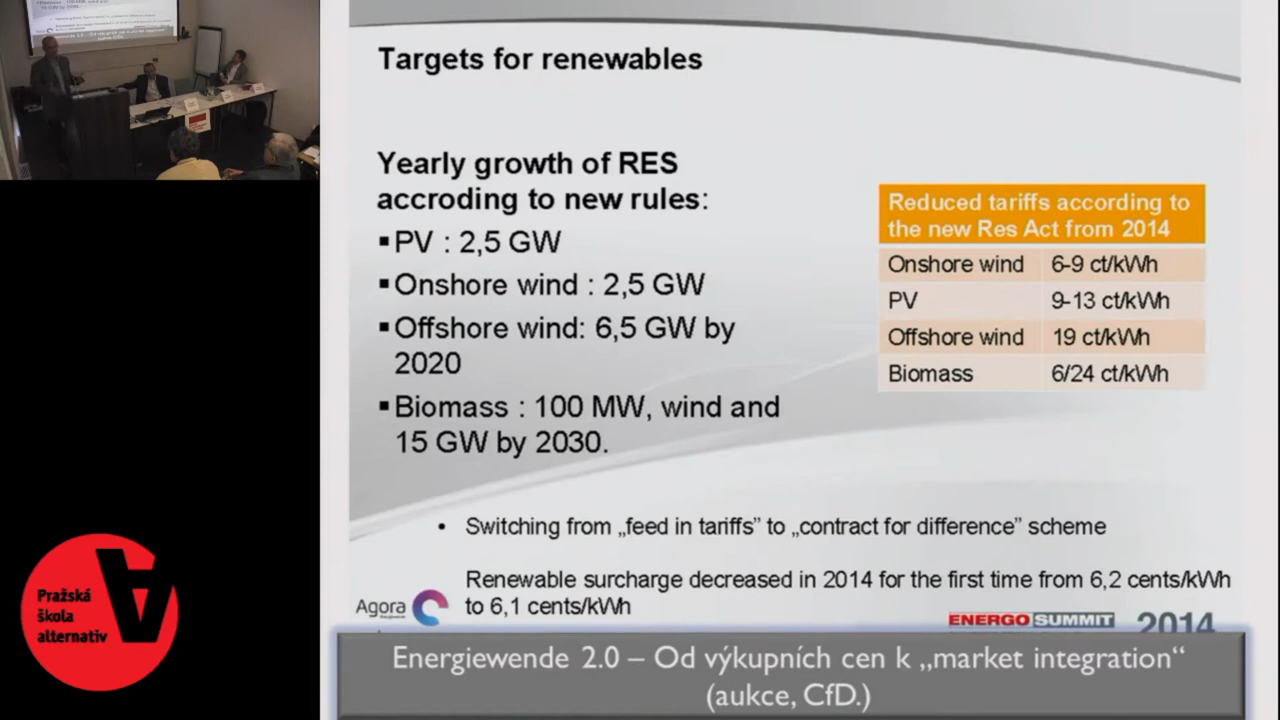 Targets for renewables
Yearly growth of RES
accroding to new rules:
▪PV : 2,5 GW
▪Onshore wind : 2,5 GW
▪Offshore wind: 6,5 GW by
2020
▪Biomass : 100 MW, wind and
15 GW by 2030.
Reduced tariffs according to
the new Res Act from 2014
Onshore wind 6-9 ct/kWh
PV 9-13 ct/kWh
Offshore wind 19 ct/kWh
Biomass 6/24 ct/kWh
• Switching from „feed in tariffs” to „contract for difference” scheme
Renewable surcharge decreased in 2014 for the first time from 6,2 cents/kWh
to 6,1 cents/kWh
Agora
ENERGO SUMMIT 2014
Energiewende 2.0 – Od výkupních cen k „market integration“
(aukce, CfD.)
Pražská
škola
alternativ